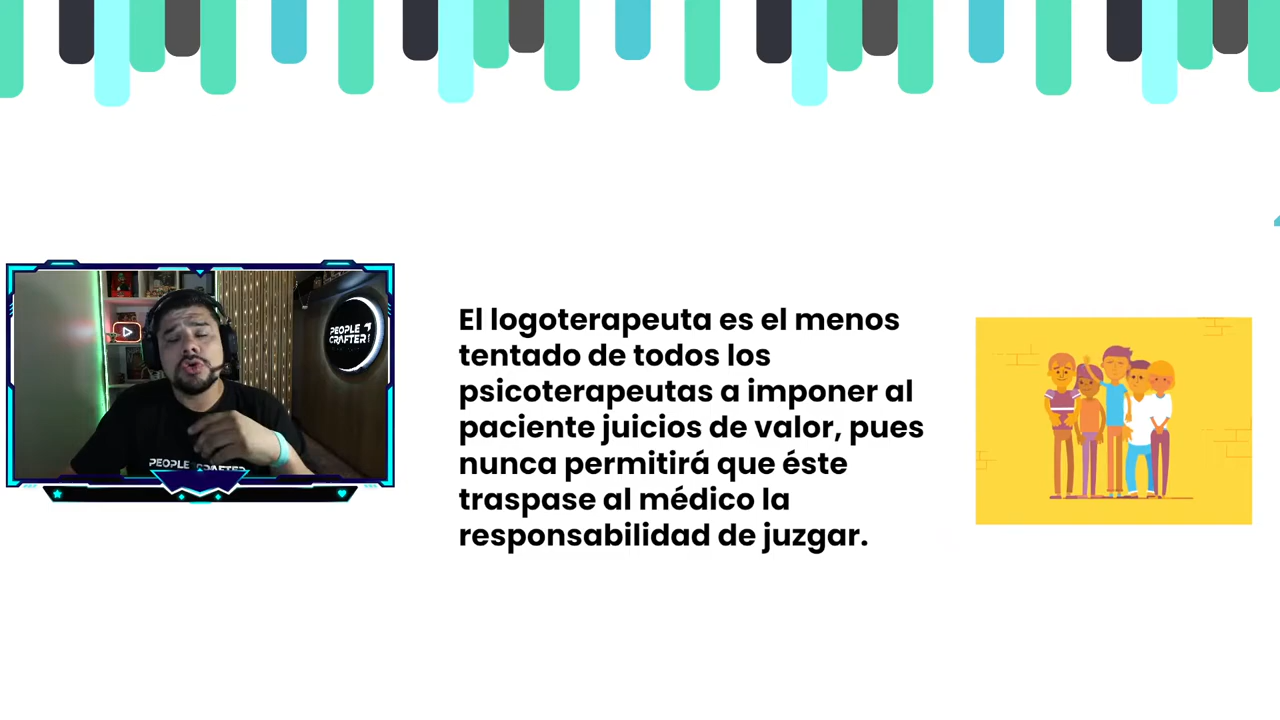 PEOPLE
CRAFTER
PEOPLE CRAFTER
El logoterapeuta es el menos
tentado de todos los
psicoterapeutas a imponer al
paciente juicios de valor, pues
nunca permitirá que éste
traspase al médico la
responsabilidad de juzgar.